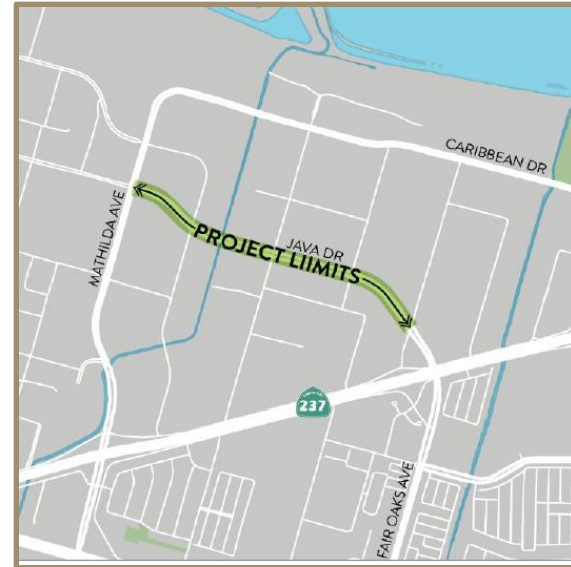 CARIBBEAN DR
MATHILDA AVE
JAVA DR
PROJECT LIIMITS
237
FAIR OAKS AVE